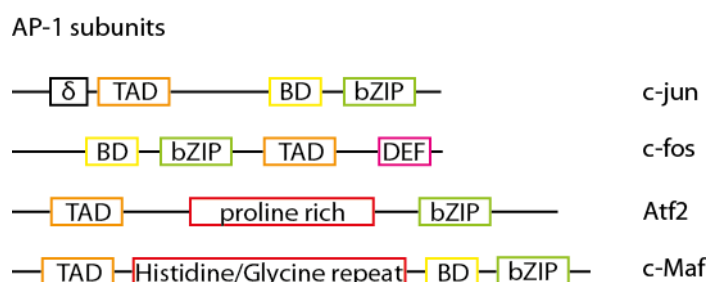 AP-1 subunits
δ TAD BD bZIP c-jun
BD bZIP TAD DEF c-fos
TAD proline rich bZIP Atf2
TAD Histidine/Glycine repeat BD bZIP c-Maf